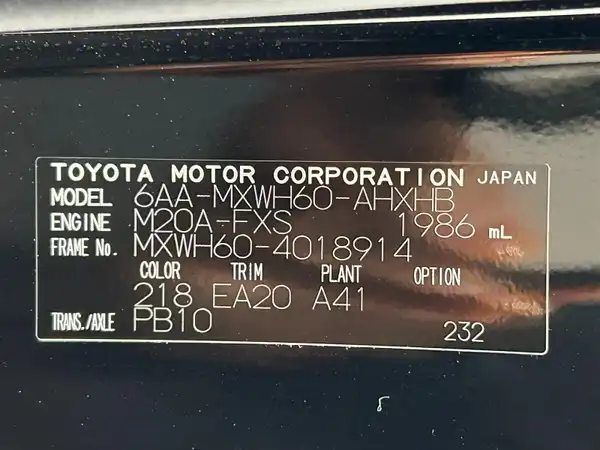 TOYOTA MOTOR CORPORATION JAPAN
MODEL 6AA-MXWH60-AHXHB
ENGINE M20A-FXS 1986 mL
FRAME No. MXWH60-4018914
COLOR TRIM PLANT OPTION
218 EA20 A41
TRANS./AXLE PB10 232